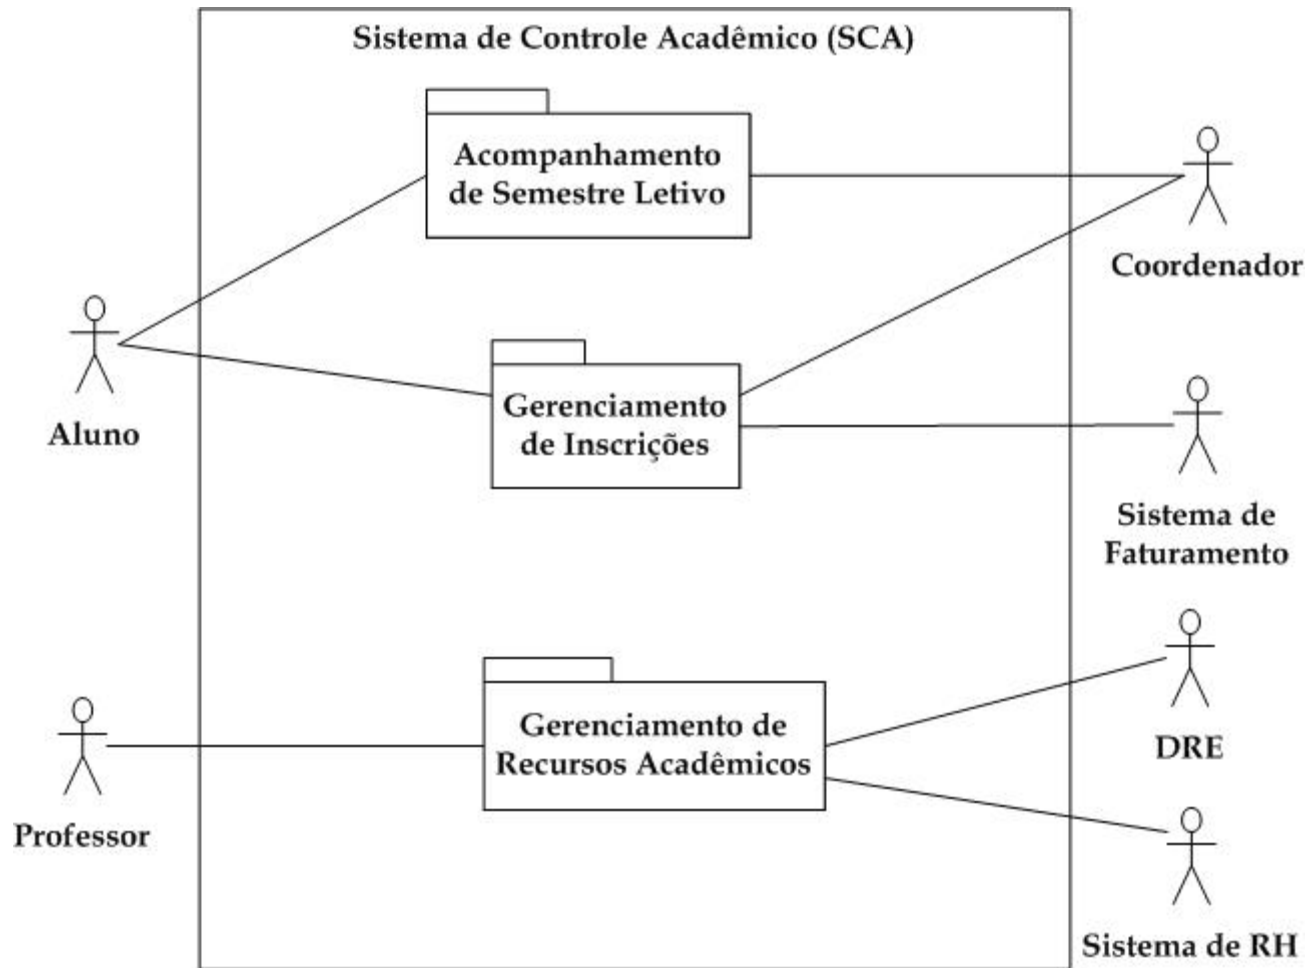 Sistema de Controle Acadêmico (SCA)
Acompanhamento
de Semestre Letivo
Coordenador
Aluno
Gerenciamento
de Inscrições
Sistema de
Faturamento
Gerenciamento de
Recursos Acadêmicos
DRE
Professor
Sistema de RH